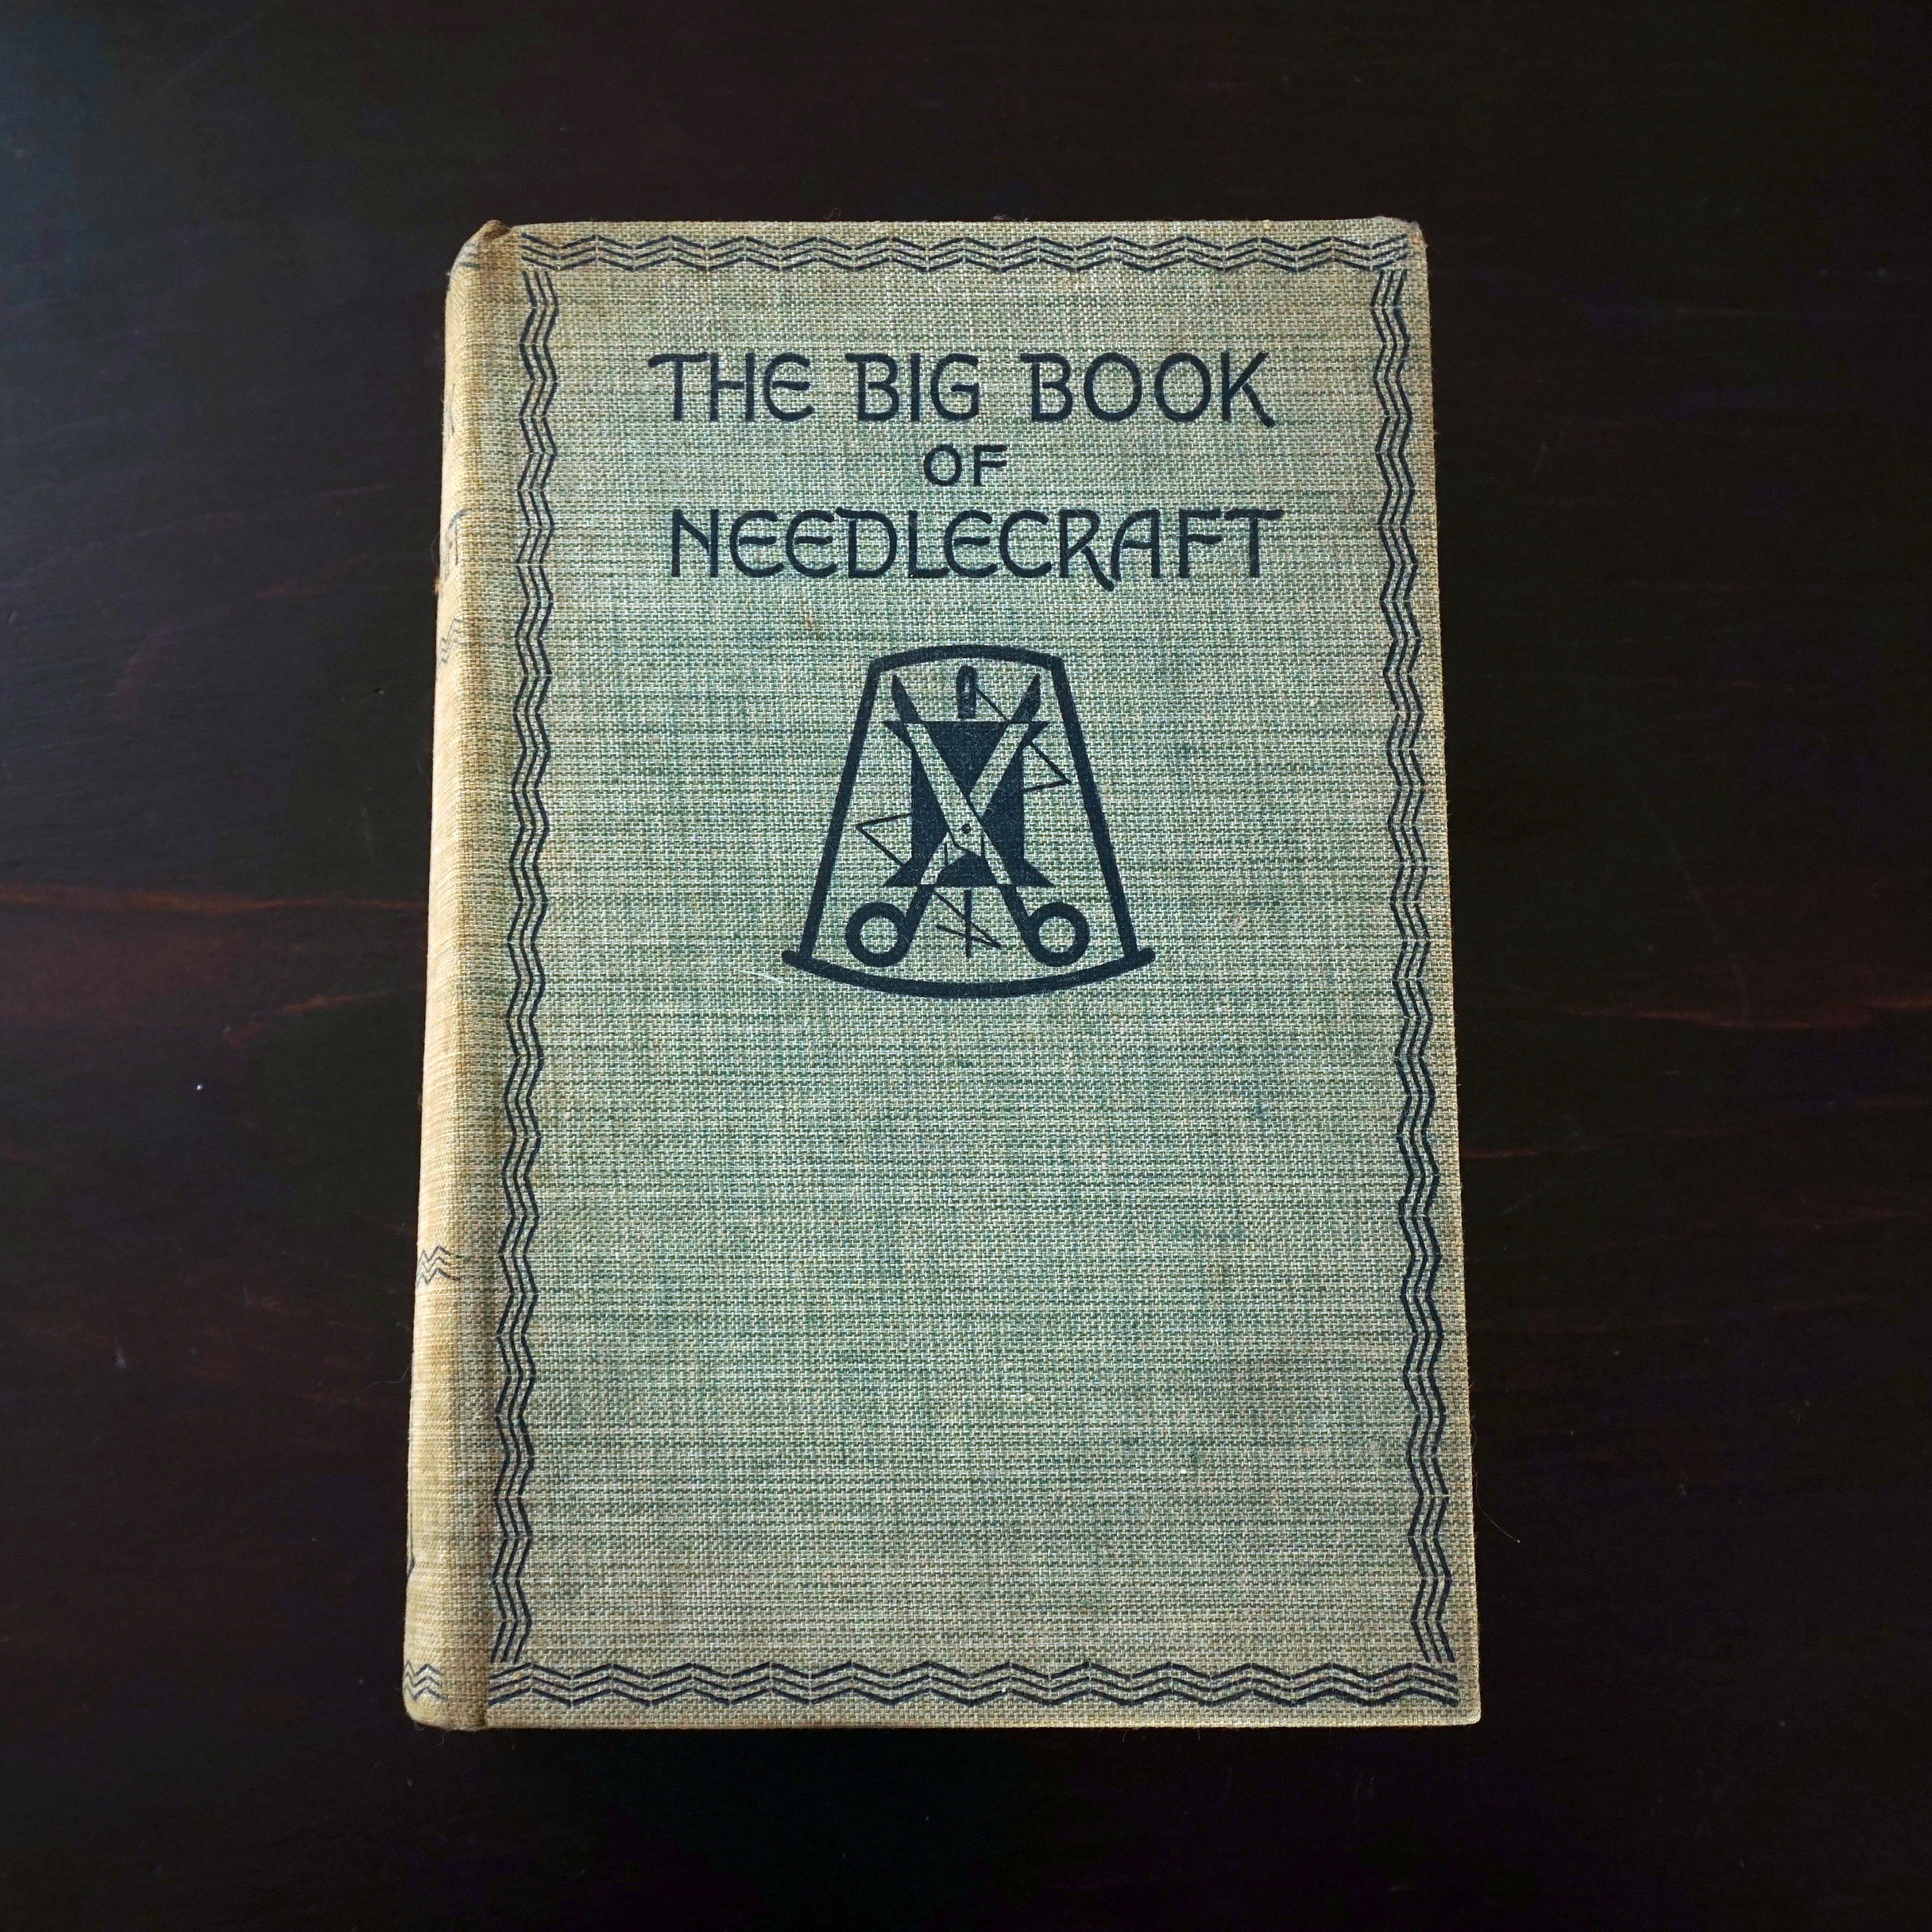 THE BIG BOOK
OF
NEEDLECRAFT